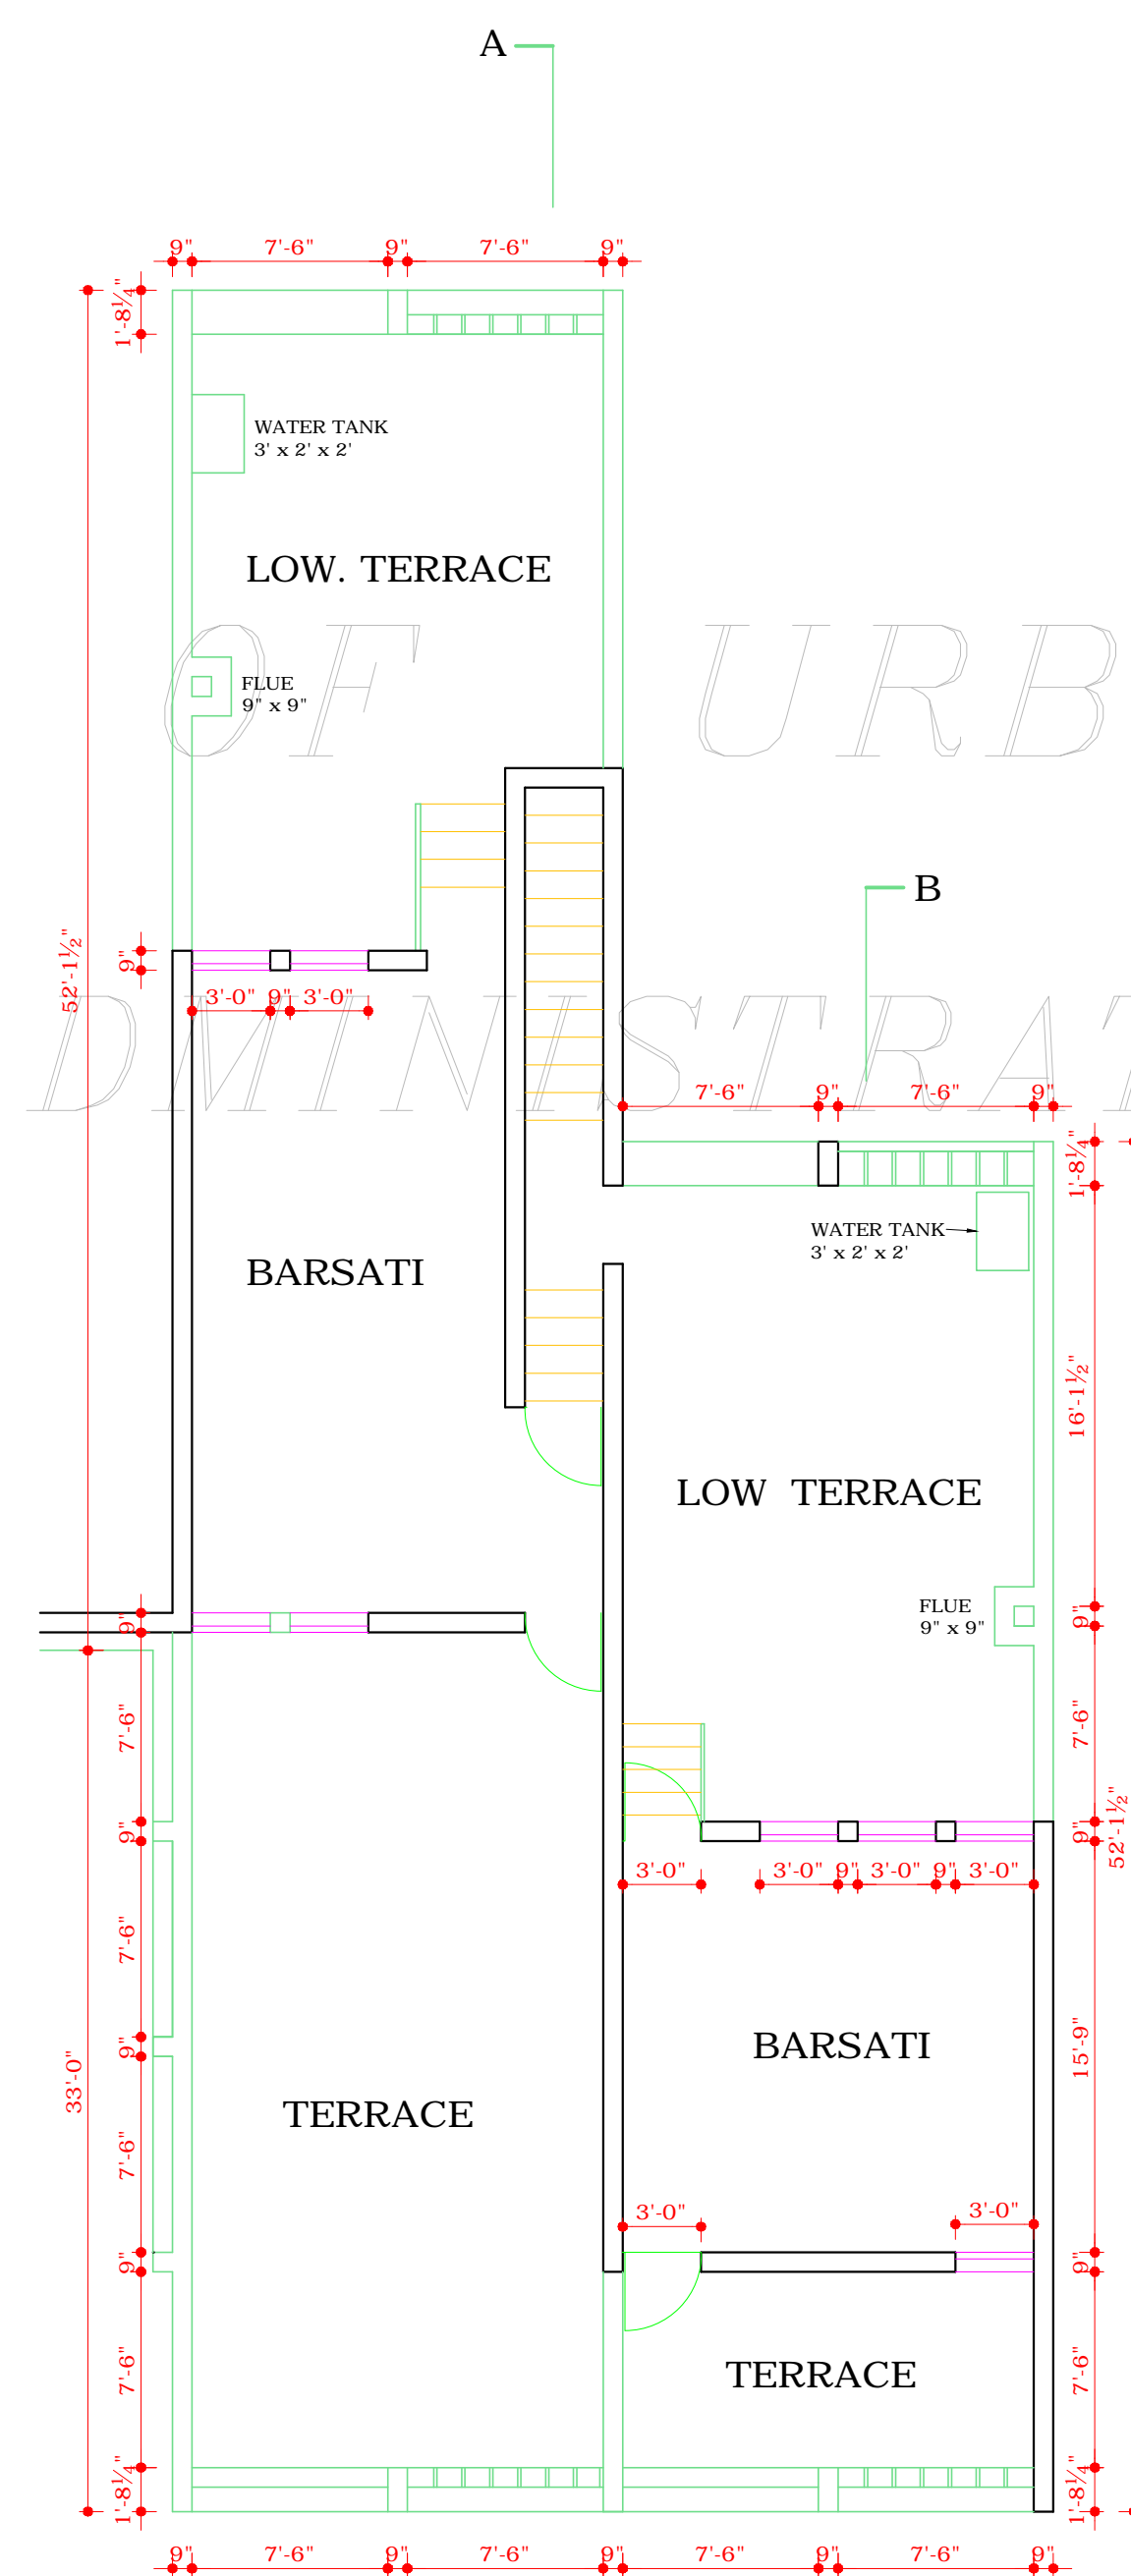 A
9" 7'-6" 9" 7'-6" 9"
1'-8¼"
WATER TANK
3' x 2' x 2'
LOW. TERRACE
OF URB
FLUE
9" x 9"
B
52'-1½"
9"
3'-0" 9" 3'-0"
DMINISTRAT
7'-6" 9" 7'-6" 9"
1'-8¼"
WATER TANK
3' x 2' x 2'
BARSATI
16'-1½"
LOW TERRACE
FLUE
9" x 9"
9"
9"
7'-6"
7'-6"
9"
9"
52'-1½"
3'-0" 3'-0" 9" 3'-0" 9" 3'-0"
7'-6"
BARSATI
15'-9"
9"
33'-0"
TERRACE
7'-6"
3'-0" 3'-0"
9"
9"
TERRACE
7'-6"
7'-6"
1'-8¼"
1'-8¼"
9" 7'-6" 9" 7'-6" 9" 7'-6" 9" 7'-6" 9"